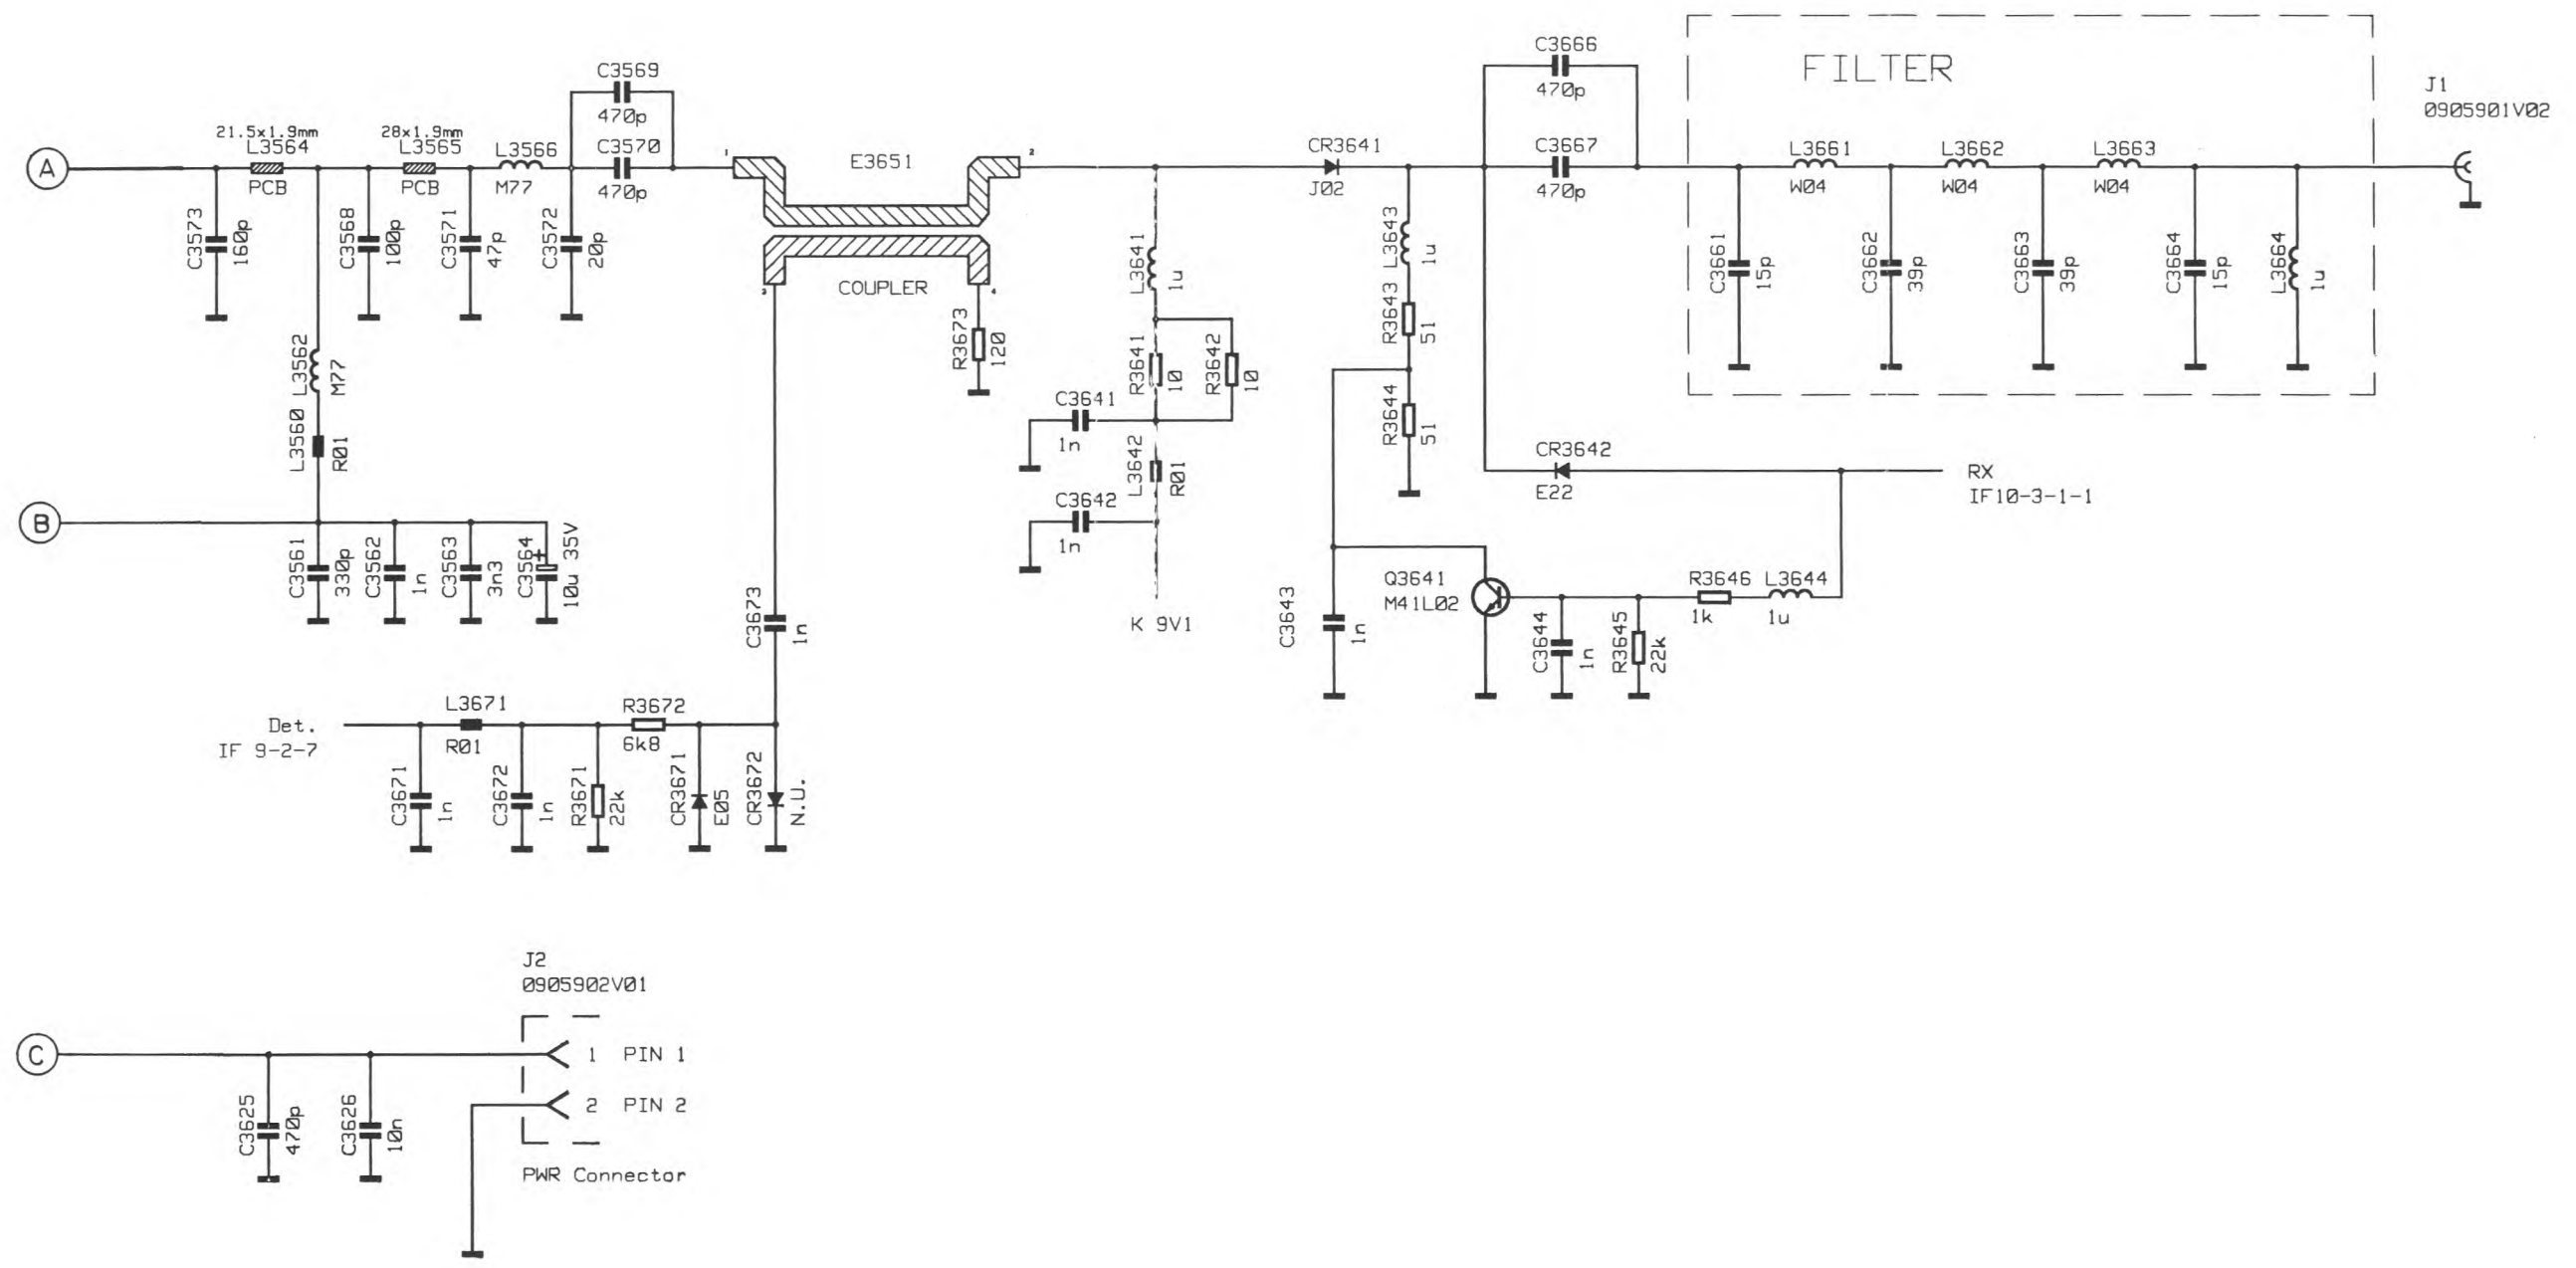 C3666
470p
FILTER
J1
0905901V02
C3569
470p
21.5x1.9mm
L3564
PCB
28x1.9mm
L3565
PCB
L3566
M77
C3570
470p
A
1
E3651
2
CR3641
J02
C3667
470p
L3661
W04
L3662
W04
L3663
W04
C3573
160p
C3568
100p
C3571
47p
C3572
20p
3
COUPLER
4
L3641
1u
L3643
1u
C3661
15p
C3662
39p
C3663
39p
C3664
15p
L3664
1u
L3562
M77
R3673
120
R3641
10
R3642
10
R3643
51
R3644
51
L3560
R01
C3641
1n
L3642
R01
C3642
1n
K 9V1
CR3642
E22
RX
IF10-3-1-1
B
C3561
330p
C3562
1n
C3563
3n3
C3564
+
10u 35V
C3673
1n
C3643
1n
Q3641
M41L02
C3644
1n
R3645
22k
R3646
1k
L3644
1u
Det.
IF 9-2-7
L3671
R01
R3672
6k8
C3671
1n
C3672
1n
R3671
22k
CR3671
E05
CR3672
N.U.
J2
0905902V01
C
1 PIN 1
2 PIN 2
C3625
470p
C3626
10n
PWR Connector